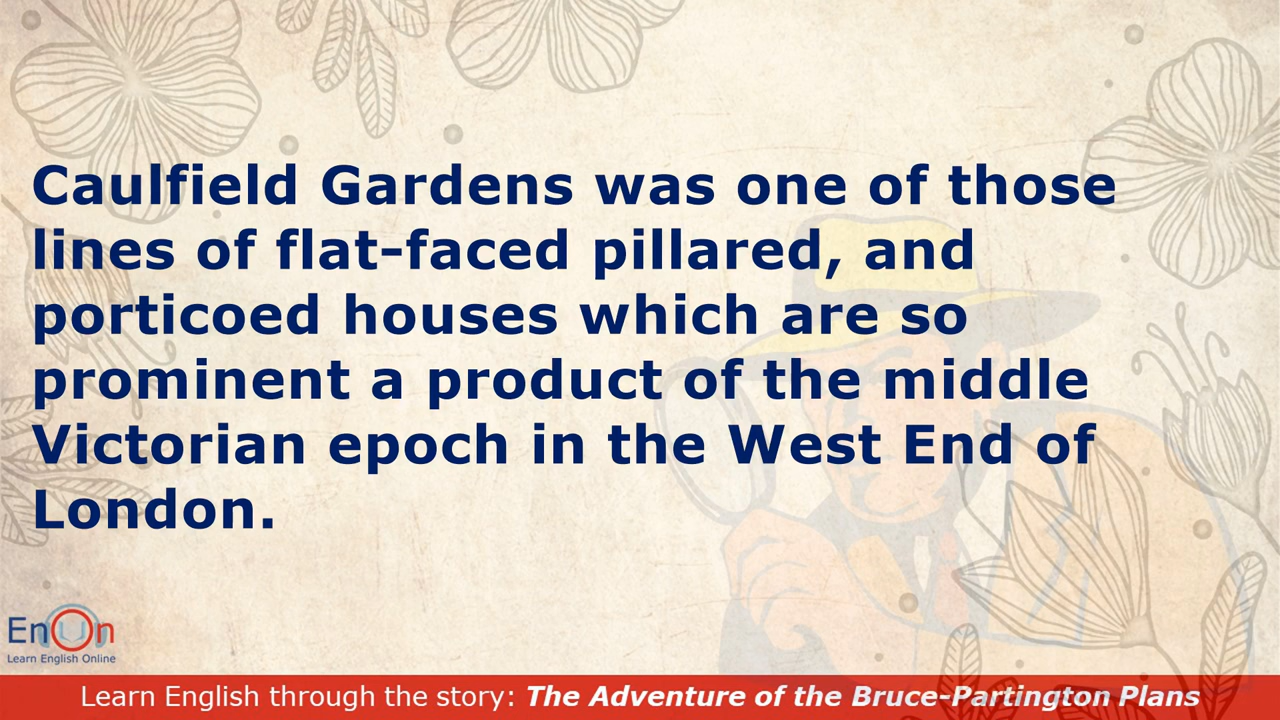 Caulfield Gardens was one of those
lines of flat-faced pillared, and
porticoed houses which are so
prominent a product of the middle
Victorian epoch in the West End of
London.
EnOn
Learn English Online
Learn English through the story: The Adventure of the Bruce-Partington Plans